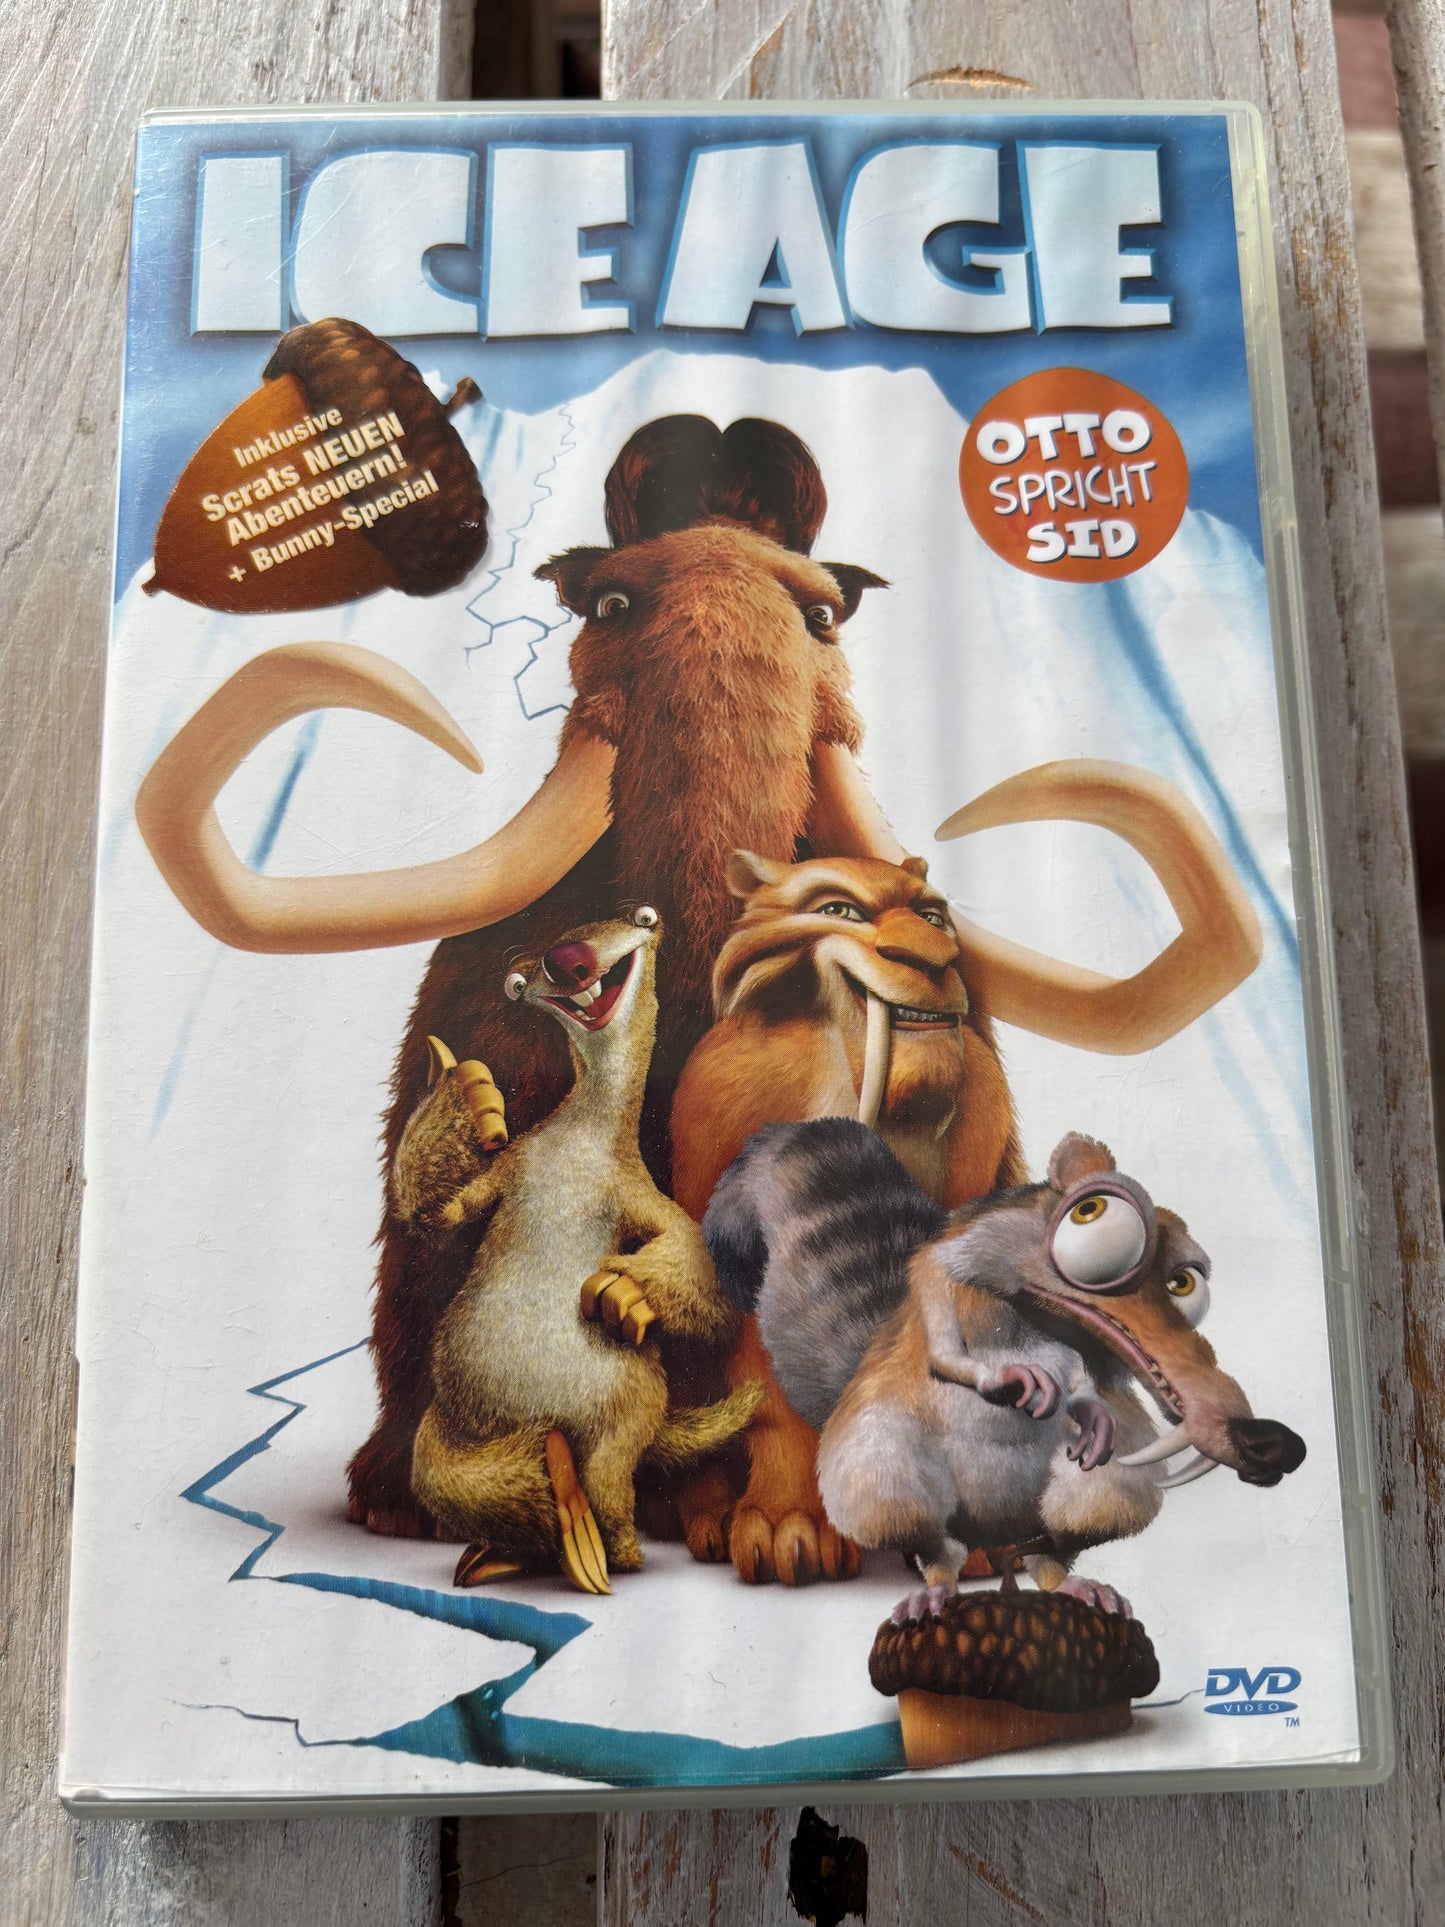 ICE AGE
Inklusive
Scrats NEUEN
Abenteuern!
+ Bunny-Special
OTTO
SPRICHT
SID
DVD
VIDEO
TM